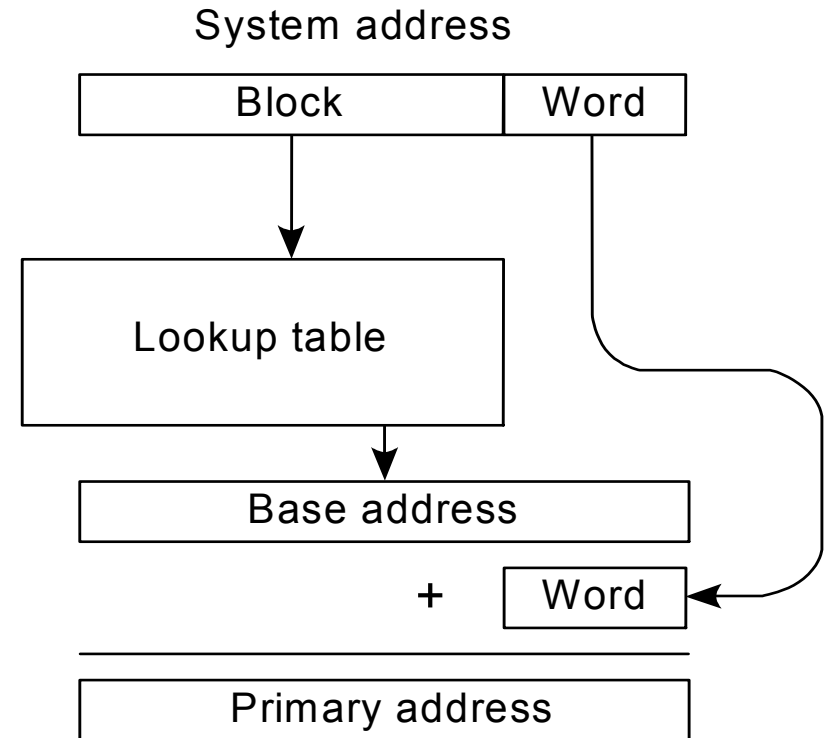 System address
Block Word
Lookup table
Base address
+ Word
Primary address